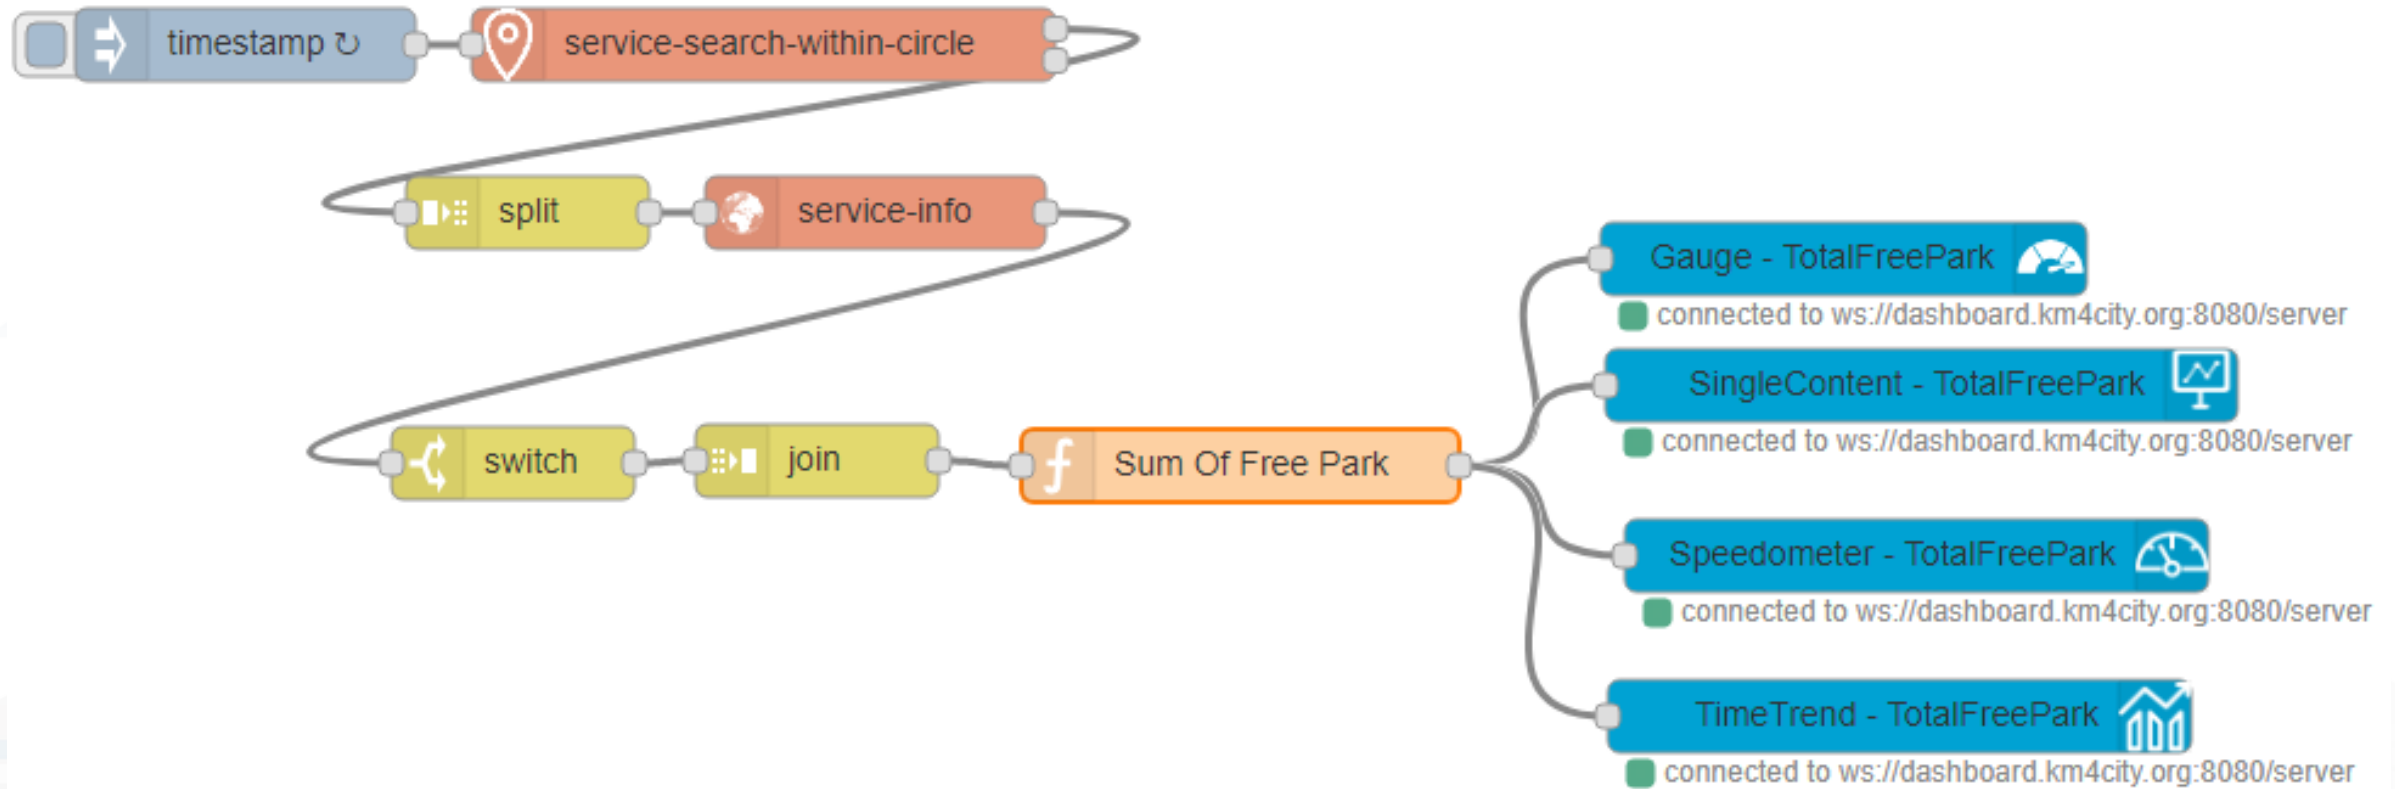 timestamp ↻
service-search-within-circle
split
service-info
Gauge - TotalFreePark
connected to ws://dashboard.km4city.org:8080/server
SingleContent - TotalFreePark
connected to ws://dashboard.km4city.org:8080/server
switch
join
Sum Of Free Park
Speedometer - TotalFreePark
connected to ws://dashboard.km4city.org:8080/server
TimeTrend - TotalFreePark
connected to ws://dashboard.km4city.org:8080/server